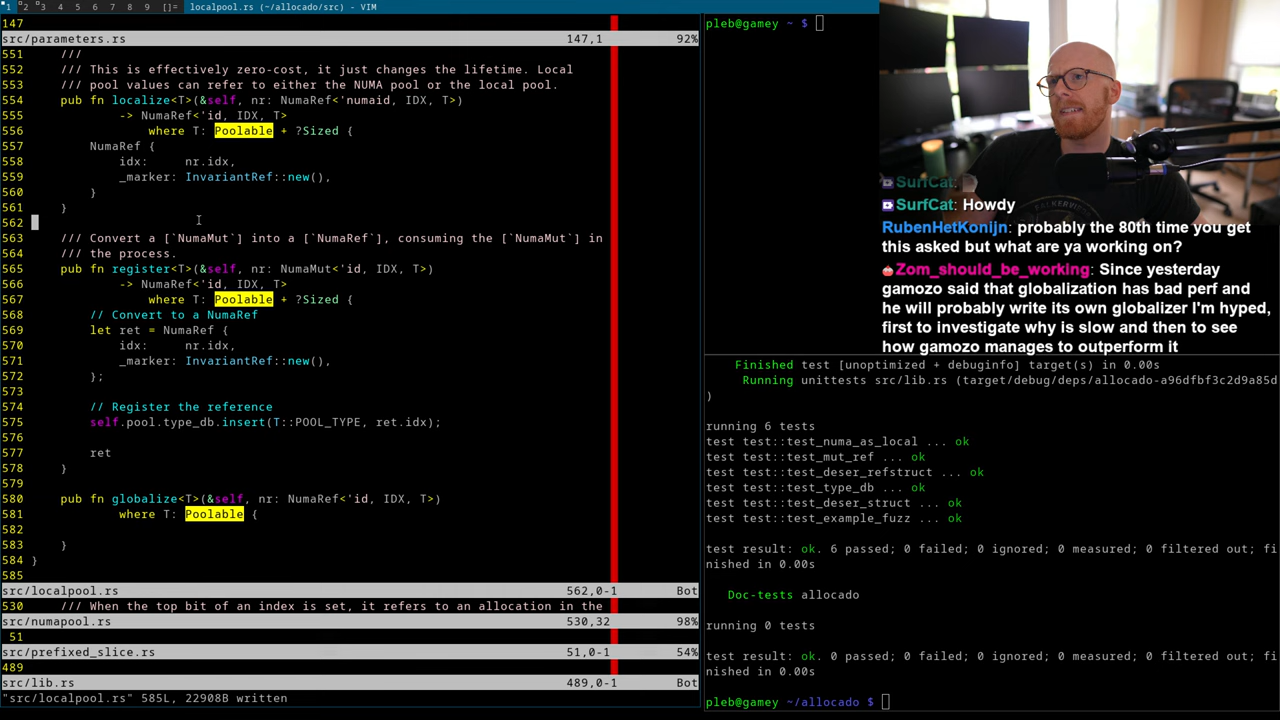 1 2 3 4 5 6 7 8 9 []= localpool.rs (~/allocado/src) - VIM
147
src/parameters.rs 147,1 92%
551 ///
552 /// This is effectively zero-cost, it just changes the lifetime. Local
553 /// pool values can refer to either the NUMA pool or the local pool.
554 pub fn localize<T>(&self, nr: NumaRef<'numaid, IDX, T>)
555 -> NumaRef<'id, IDX, T>
556 where T: Poolable + ?Sized {
557 NumaRef {
558 idx: nr.idx,
559 _marker: InvariantRef::new(),
560 }
561 }
562
563 /// Convert a [`NumaMut`] into a [`NumaRef`], consuming the [`NumaMut`] in
564 /// the process.
565 pub fn register<T>(&self, nr: NumaMut<'id, IDX, T>)
566 -> NumaRef<'id, IDX, T>
567 where T: Poolable + ?Sized {
568 // Convert to a NumaRef
569 let ret = NumaRef {
570 idx: nr.idx,
571 _marker: InvariantRef::new(),
572 };
573
574 // Register the reference
575 self.pool.type_db.insert(T::POOL_TYPE, ret.idx);
576
577 ret
578 }
579
580 pub fn globalize<T>(&self, nr: NumaRef<'id, IDX, T>)
581 where T: Poolable {
582
583 }
584 }
585
src/localpool.rs 562,0-1 Bot
530 /// When the top bit of an index is set, it refers to an allocation in the
src/numapool.rs 530,32 98%
51
src/prefixed_slice.rs 51,0-1 54%
489
src/lib.rs 489,0-1 Bot
"src/localpool.rs" 585L, 22908B written
pleb@gamey ~ $
SurfCat:
SurfCat: Howdy
RubenHetKonijn: probably the 80th time you get
this asked but what are ya working on?
Zom_should_be_working: Since yesterday
gamozo said that globalization has bad perf and
he will probably write its own globalizer I'm hyped,
first to investigate why is slow and then to see
how gamozo manages to outperform it
Finished test [unoptimized + debuginfo] target(s) in 0.00s
Running unittests src/lib.rs (target/debug/deps/allocado-a96dfbf3c2d9a85d
)
running 6 tests
test test::test_numa_as_local ... ok
test test::test_mut_ref ... ok
test test::test_deser_refstruct ... ok
test test::test_type_db ... ok
test test::test_deser_struct ... ok
test test::test_example_fuzz ... ok
test result: ok. 6 passed; 0 failed; 0 ignored; 0 measured; 0 filtered out; fi
nished in 0.00s
Doc-tests allocado
running 0 tests
test result: ok. 0 passed; 0 failed; 0 ignored; 0 measured; 0 filtered out; fi
nished in 0.00s
pleb@gamey ~/allocado $